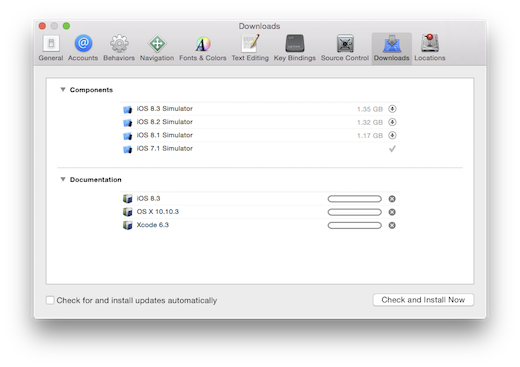 Downloads
General Accounts Behaviors Navigation Fonts & Colors Text Editing Key Bindings Source Control Downloads Locations
Components
iOS 8.3 Simulator 1.35 GB
iOS 8.2 Simulator 1.32 GB
iOS 8.1 Simulator 1.17 GB
iOS 7.1 Simulator
Documentation
iOS 8.3
OS X 10.10.3
Xcode 6.3
Check for and install updates automatically Check and Install Now